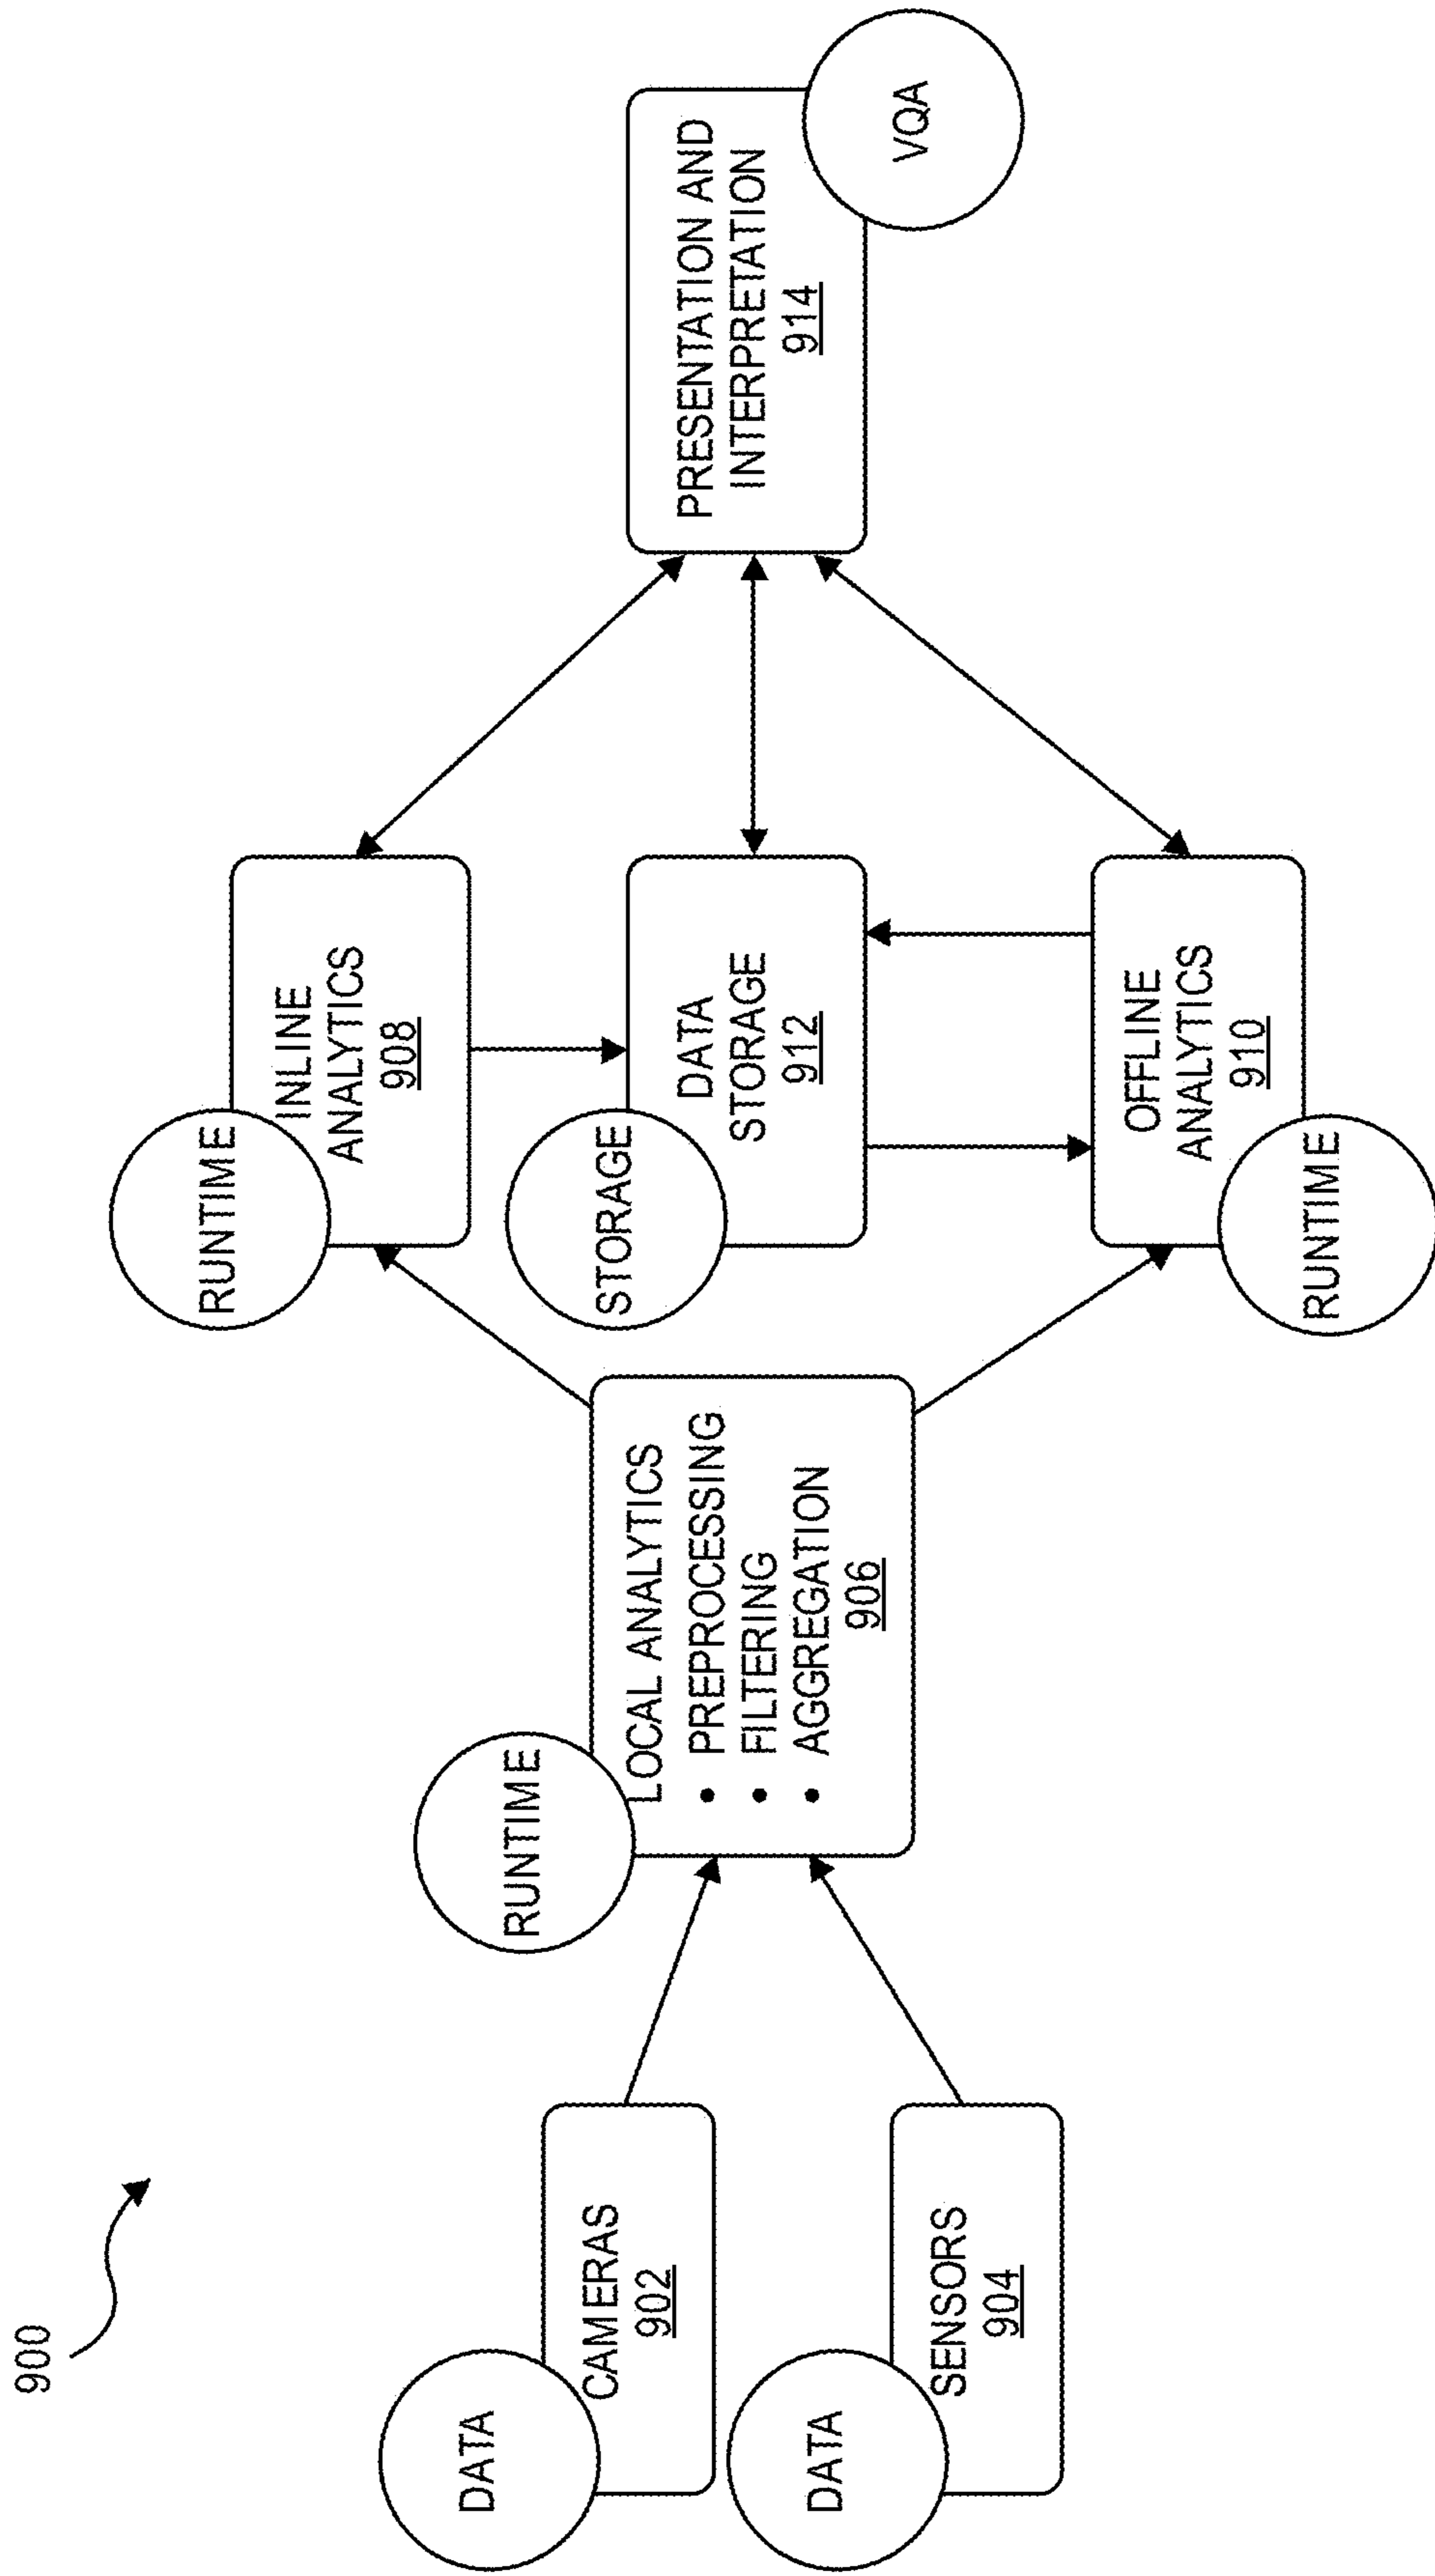 900
DATA
CAMERAS
902
DATA
SENSORS
904
RUNTIME
LOCAL ANALYTICS
• PREPROCESSING
• FILTERING
• AGGREGATION
906
RUNTIME
INLINE
ANALYTICS
908
STORAGE
DATA
STORAGE
912
OFFLINE
ANALYTICS
910
RUNTIME
PRESENTATION AND
INTERPRETATION
914
VQA